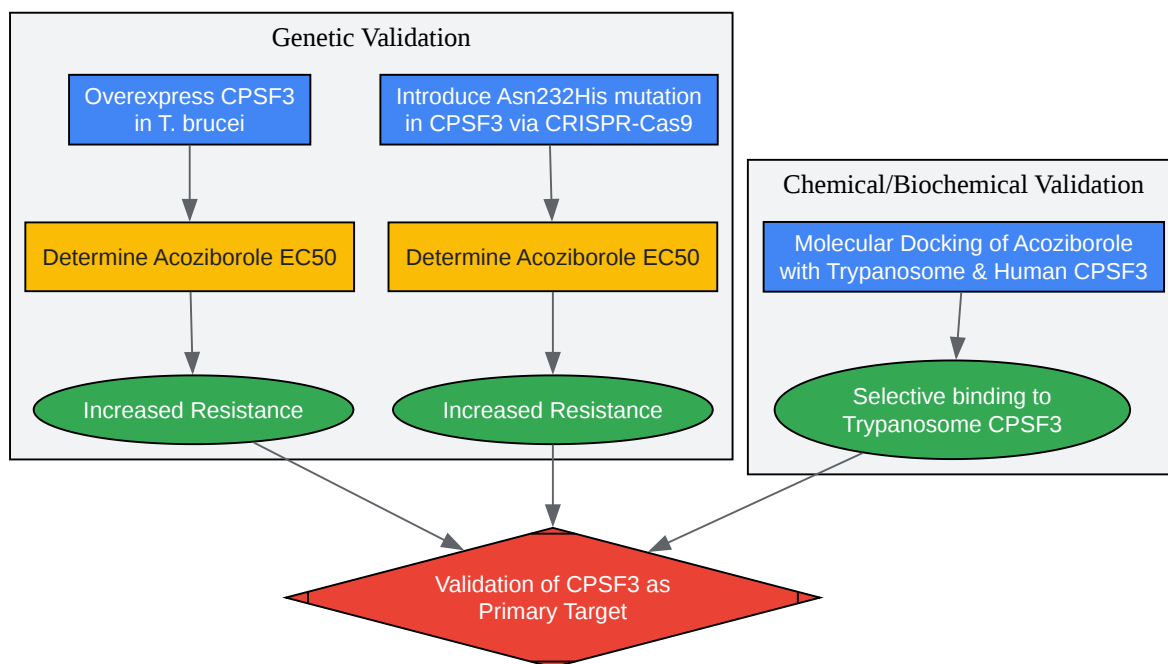 Genetic Validation
Overexpress CPSF3
in T. brucei
Introduce Asn232His mutation
in CPSF3 via CRISPR-Cas9
Determine Acoziborole EC50
Determine Acoziborole EC50
Increased Resistance
Increased Resistance
Chemical/Biochemical Validation
Molecular Docking of Acoziborole
with Trypanosome & Human CPSF3
Selective binding to
Trypanosome CPSF3
Validation of CPSF3 as
Primary Target